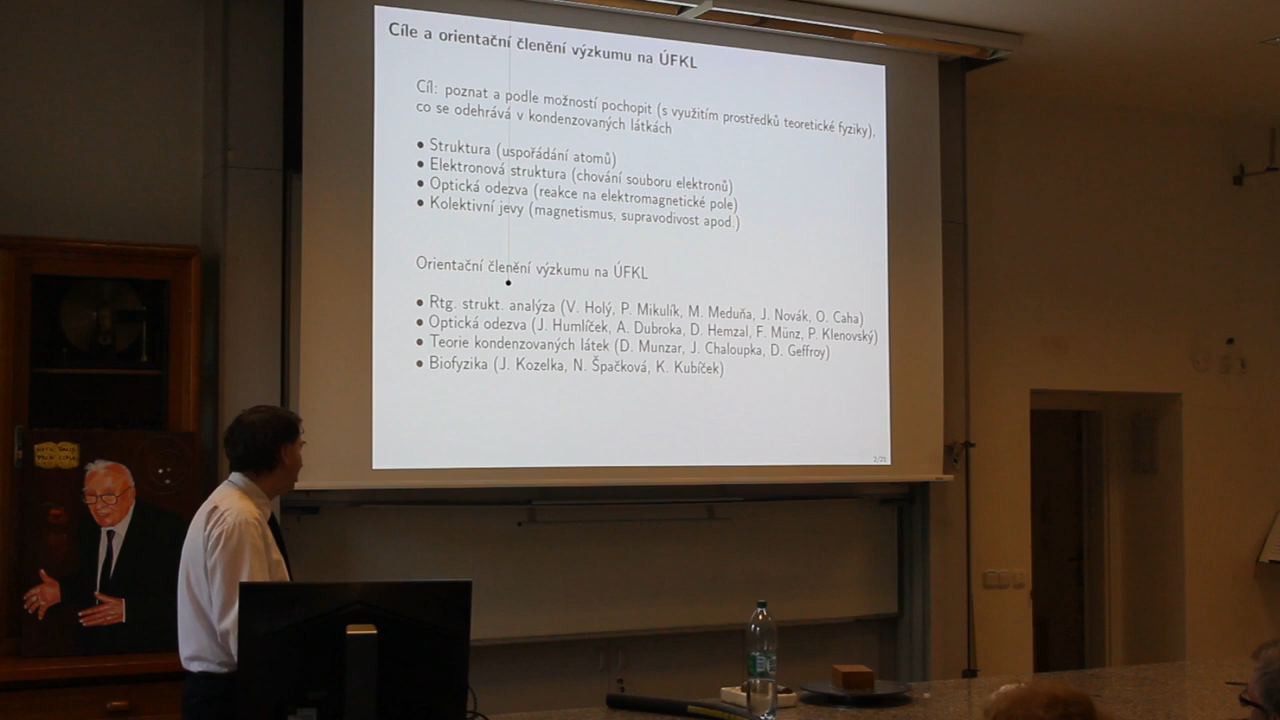 Cíle a orientační členění výzkumu na ÚFKL
Cíl: poznat a podle možností pochopit (s využitím prostředků teoretické fyziky),
co se odehrává v kondenzovaných látkách
• Struktura (uspořádání atomů)
• Elektronová struktura (chování souboru elektronů)
• Optická odezva (reakce na elektromagnetické pole)
• Kolektivní jevy (magnetismus, supravodivost apod.)
Orientační členění výzkumu na ÚFKL
• Rtg. strukt. analýza (V. Holý, P. Mikulík, M. Meduňa, J. Novák, O. Caha)
• Optická odezva (J. Humlíček, A. Dubroka, D. Hemzal, F. Münz, P. Klenovský)
• Teorie kondenzovaných látek (D. Munzar, J. Chaloupka, D. Geffroy)
• Biofyzika (J. Kozelka, N. Špačková, K. Kubíček)
2/21